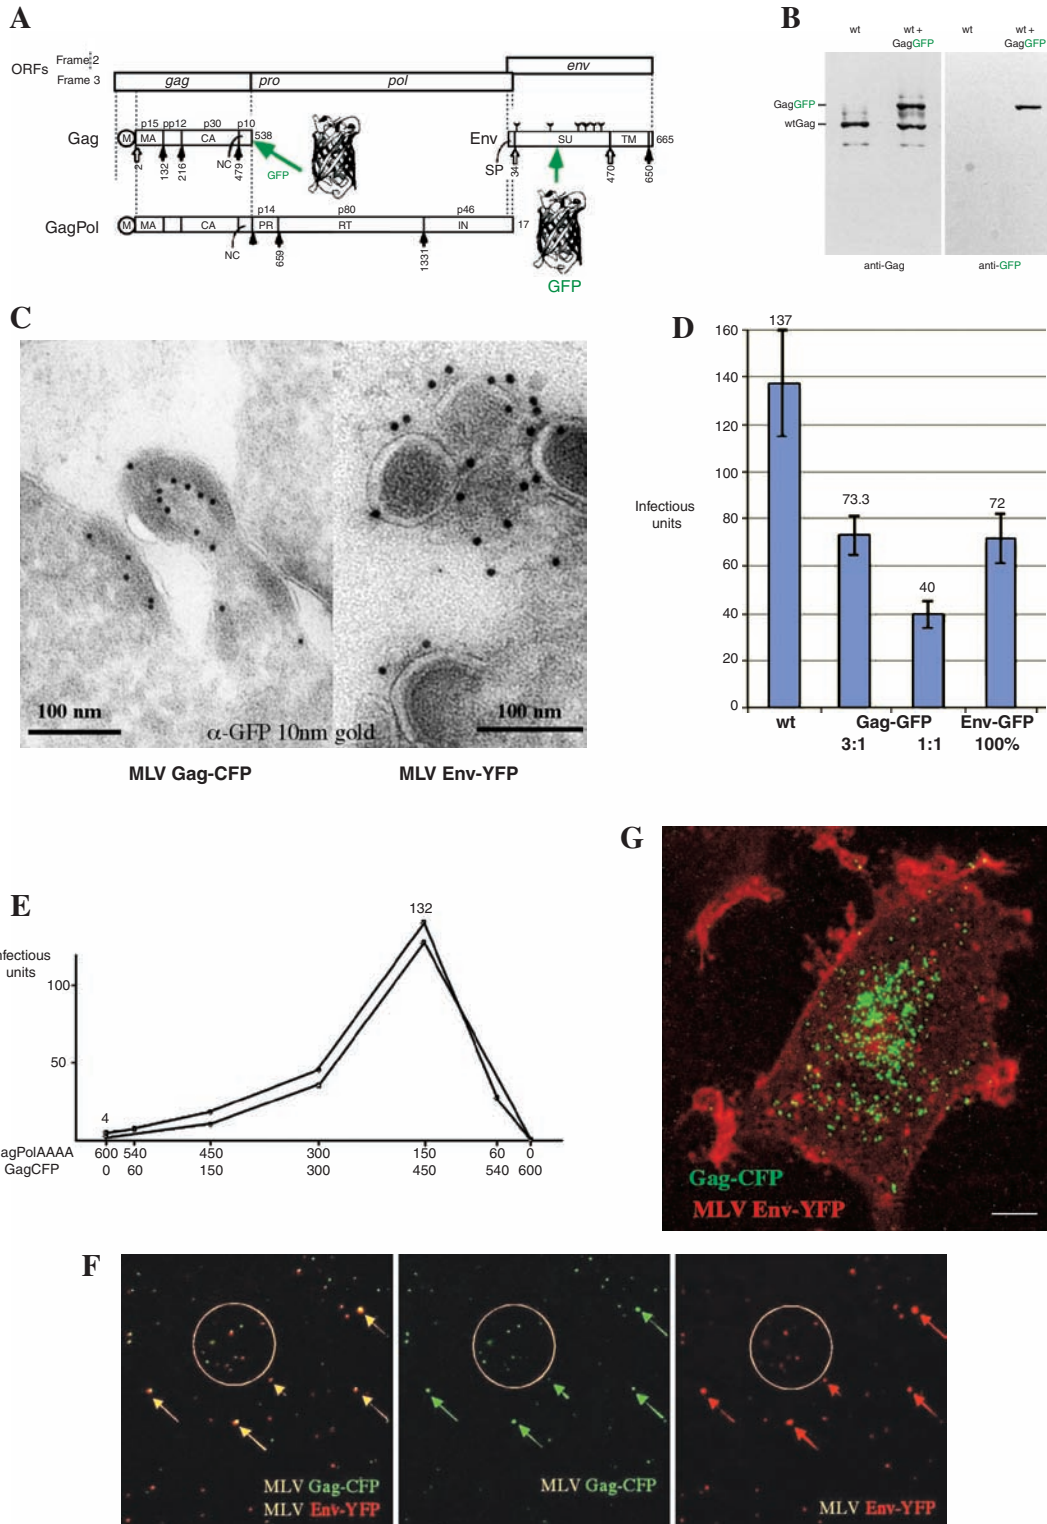 A
ORFs
Frame 2
Frame 3
env
gag
pro
pol
Gag
p15
pp12
p30
p10
M
MA
CA
538
NC
2
132
216
479
GFP
Env
SU
TM
665
SP
34
470
650
GagPol
p14
p80
p46
M
MA
CA
PR
RT
IN
17
NC
659
1331
GFP
B
wt
wt +
GagGFP
wt
wt +
GagGFP
GagGFP
wtGag
anti-Gag
anti-GFP
C
100 nm
α-GFP 10nm gold
100 nm
MLV Gag-CFP
MLV Env-YFP
D
Infectious
units
160
140
120
100
80
60
40
20
0
137
73.3
40
72
wt
Gag-GFP
Env-GFP
3:1
1:1
100%
E
nfectious
units
100
50
4
132
agPolAAAA
600
540
450
300
150
60
0
GagCFP
0
60
150
300
450
540
600
G
Gag-CFP
MLV Env-YFP
F
MLV Gag-CFP
MLV Env-YFP
MLV Gag-CFP
MLV Env-YFP